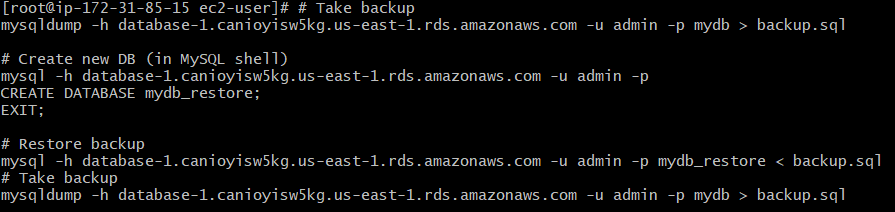 [root@ip-172-31-85-15 ec2-user]# # Take backup
mysqldump -h database-1.canioyisw5kg.us-east-1.rds.amazonaws.com -u admin -p mydb > backup.sql
# Create new DB (in MySQL shell)
mysql -h database-1.canioyisw5kg.us-east-1.rds.amazonaws.com -u admin -p
CREATE DATABASE mydb_restore;
EXIT;
# Restore backup
mysql -h database-1.canioyisw5kg.us-east-1.rds.amazonaws.com -u admin -p mydb_restore < backup.sql
# Take backup
mysqldump -h database-1.canioyisw5kg.us-east-1.rds.amazonaws.com -u admin -p mydb > backup.sql